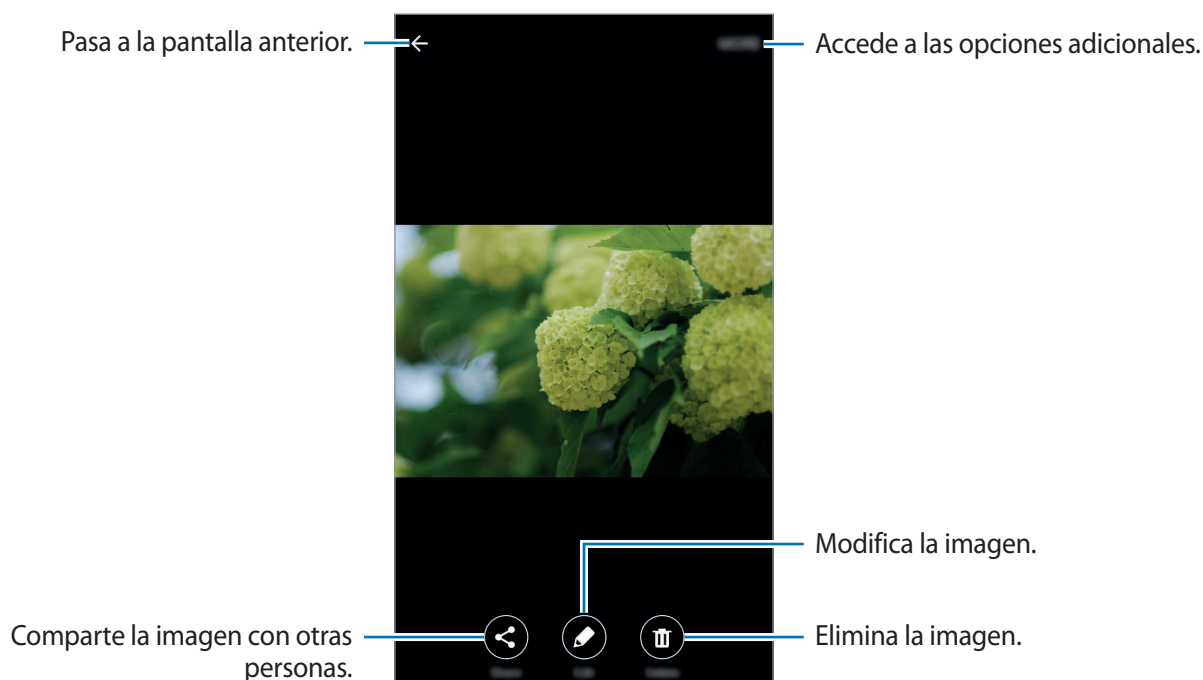 Pasa a la pantalla anterior.
Accede a las opciones adicionales.
Modifica la imagen.
Comparte la imagen con otras
personas.
Elimina la imagen.